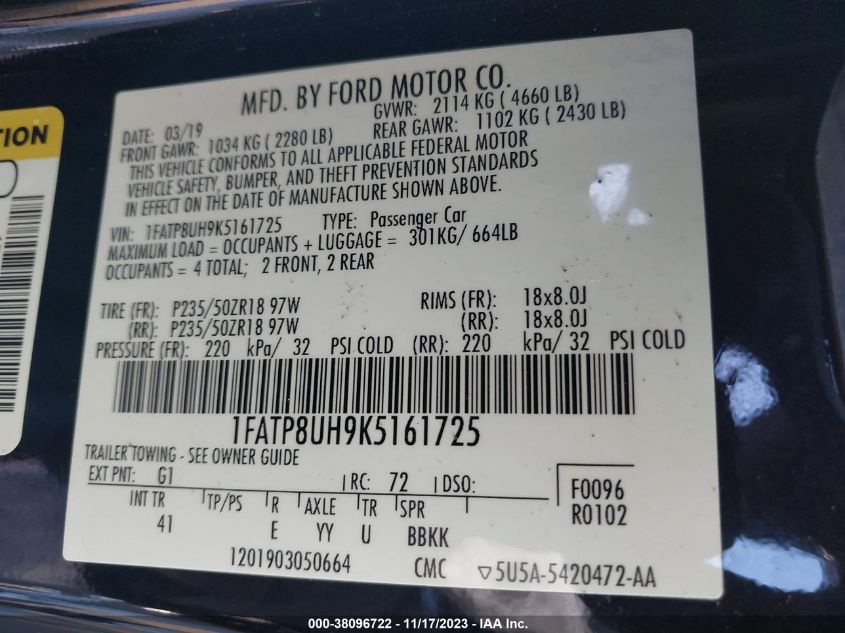 TION
MFD. BY FORD MOTOR CO.
DATE: 03/19
GVWR: 2114 KG ( 4660 LB)
FRONT GAWR: 1034 KG ( 2280 LB)
REAR GAWR: 1102 KG ( 2430 LB)
THIS VEHICLE CONFORMS TO ALL APPLICABLE FEDERAL MOTOR
VEHICLE SAFETY, BUMPER, AND THEFT PREVENTION STANDARDS
IN EFFECT ON THE DATE OF MANUFACTURE SHOWN ABOVE.
VIN: 1FATP8UH9K5161725 TYPE: Passenger Car
MAXIMUM LOAD = OCCUPANTS + LUGGAGE = 301KG/ 664LB
OCCUPANTS = 4 TOTAL; 2 FRONT, 2 REAR
TIRE (FR): P235/50ZR18 97W RIMS (FR): 18x8.0J
(RR): P235/50ZR18 97W (RR): 18x8.0J
PRESSURE (FR): 220 kPa/ 32 PSI COLD (RR): 220 kPa/ 32 PSI COLD
1FATP8UH9K5161725
TRAILER TOWING - SEE OWNER GUIDE
EXT PNT: G1 RC: 72 DSO:
F0096
R0102
INT TR TP/PS R AXLE TR SPR
41 E YY U BBKK
1201903050664 CMC ▽5U5A-5420472-AA
000-38096722 - 11/17/2023 - IAA Inc.